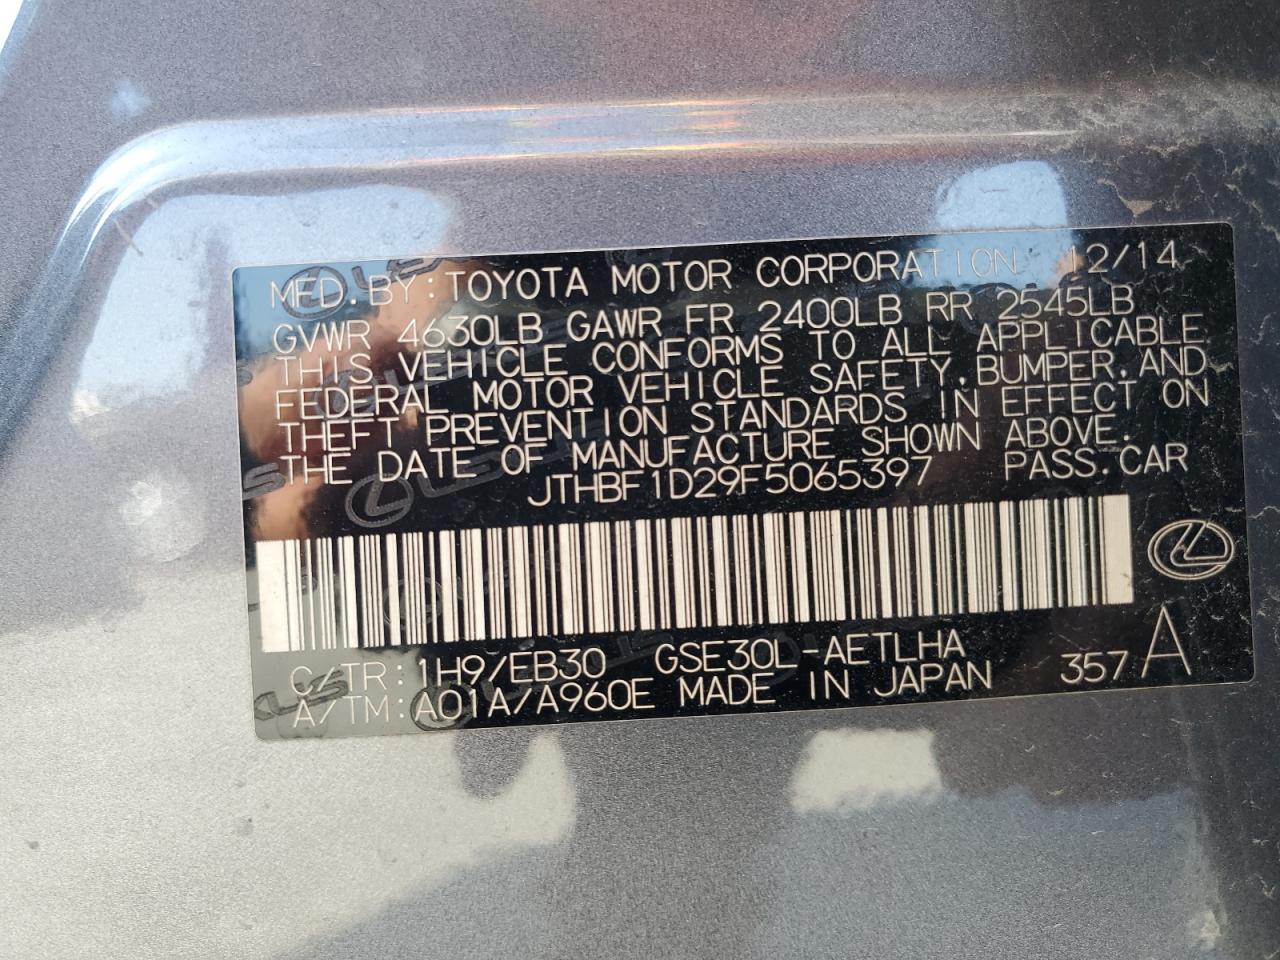 MFD. BY: TOYOTA MOTOR CORPORATION 12/14
GVWR 4630LB GAWR FR 2400LB RR 2545LB
THIS VEHICLE CONFORMS TO ALL APPLICABLE
FEDERAL MOTOR VEHICLE SAFETY, BUMPER, AND
THEFT PREVENTION STANDARDS IN EFFECT ON
THE DATE OF MANUFACTURE SHOWN ABOVE.
JTHBF1D29F5065397 PASS. CAR
C/TR: 1H9/EB30 GSE30L-AETLHA
A/TM: A01A/A960E MADE IN JAPAN 357 A